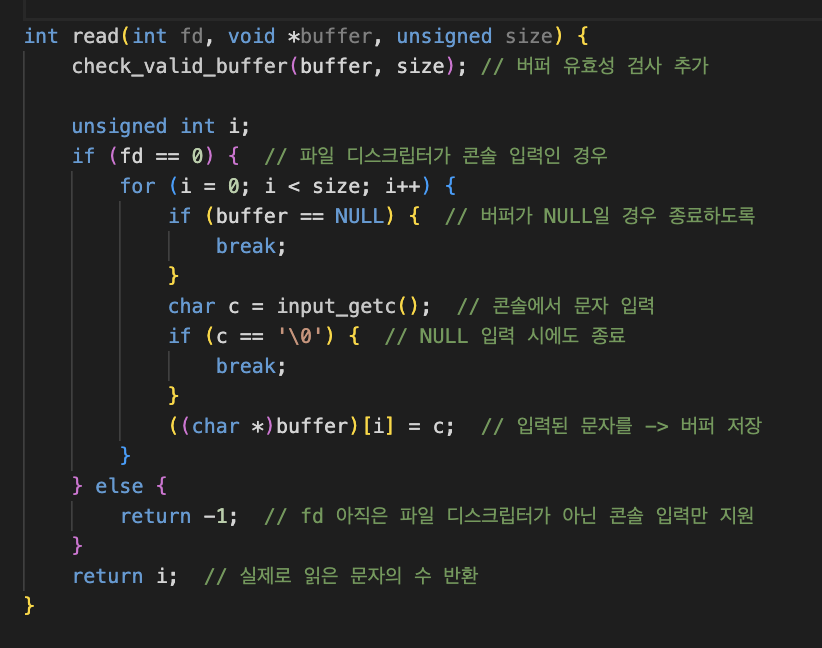 int read(int fd, void *buffer, unsigned size) {
    check_valid_buffer(buffer, size); // 버퍼 유효성 검사 추가
    unsigned int i;
    if (fd == 0) {  // 파일 디스크립터가 콘솔 입력인 경우
        for (i = 0; i < size; i++) {
            if (buffer == NULL) {  // 버퍼가 NULL일 경우 종료하도록
                break;
            }
            char c = input_getc();  // 콘솔에서 문자 입력
            if (c == '\0') {  // NULL 입력 시에도 종료
                break;
            }
            ((char *)buffer)[i] = c;  // 입력된 문자를 -> 버퍼 저장
        }
    } else {
        return -1;  // fd 아직은 파일 디스크립터가 아닌 콘솔 입력만 지원
    }
    return i;  // 실제로 읽은 문자의 수 반환
}